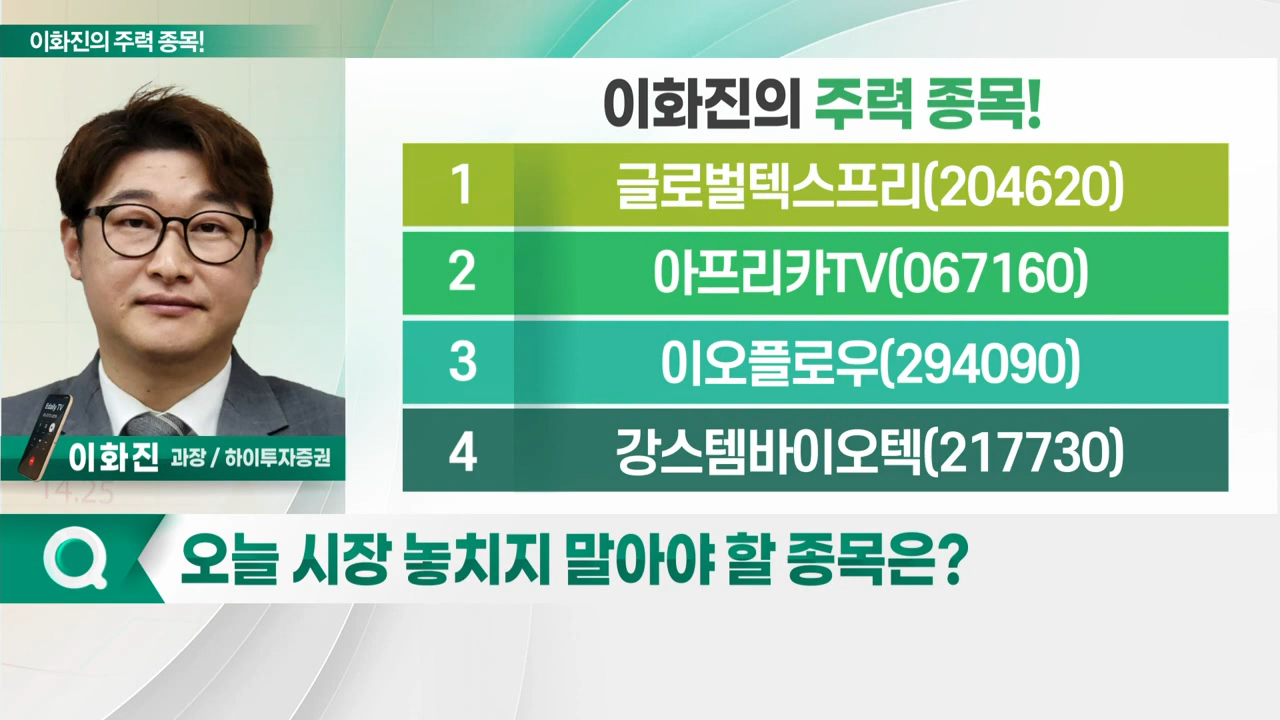 이화진의 주력 종목!
이화진의 주력 종목!
1 글로벌텍스프리(204620)
2 아프리카TV(067160)
3 이오플로우(294090)
4 강스템바이오텍(217730)
Edaily TV
이화진 과장 / 하이투자증권
14.25
오늘 시장 놓치지 말아야 할 종목은?